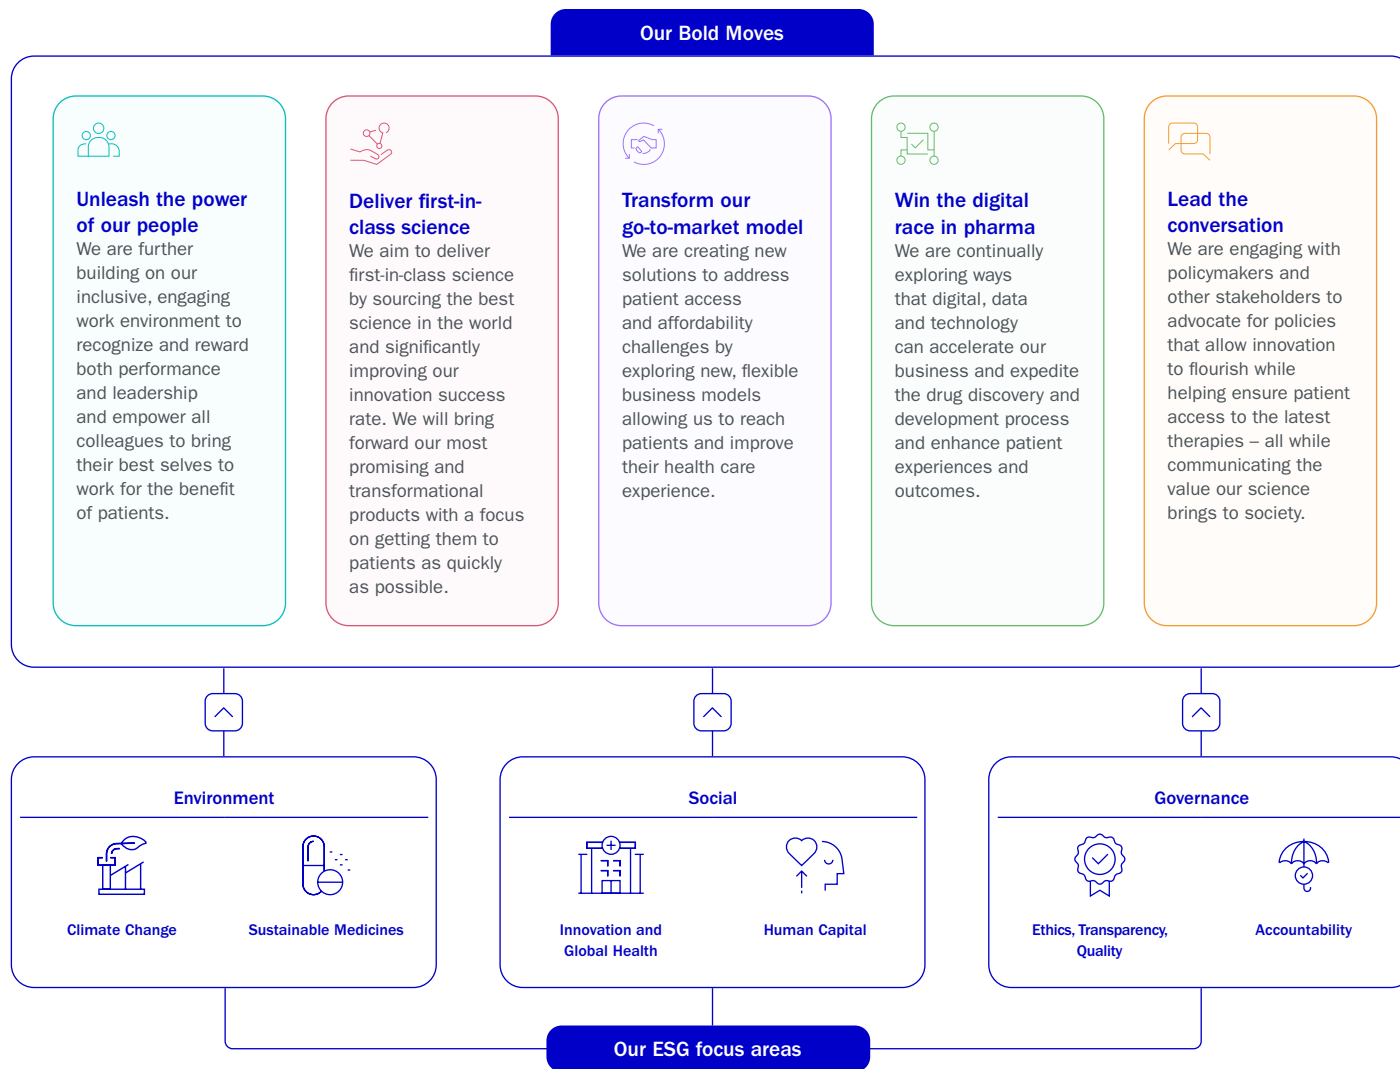 Our Bold Moves
Unleash the power
of our people
We are further
building on our
inclusive, engaging
work environment to
recognize and reward
both performance
and leadership
and empower all
colleagues to bring
their best selves to
work for the benefit
of patients.
Deliver first-in-
class science
We aim to deliver
first-in-class science
by sourcing the best
science in the world
and significantly
improving our
innovation success
rate. We will bring
forward our most
promising and
transformational
products with a focus
on getting them to
patients as quickly
as possible.
Transform our
go-to-market model
We are creating new
solutions to address
patient access
and affordability
challenges by
exploring new, flexible
business models
allowing us to reach
patients and improve
their health care
experience.
Win the digital
race in pharma
We are continually
exploring ways
that digital, data
and technology
can accelerate our
business and expedite
the drug discovery and
development process
and enhance patient
experiences and
outcomes.
Lead the
conversation
We are engaging with
policymakers and
other stakeholders to
advocate for policies
that allow innovation
to flourish while
helping ensure patient
access to the latest
therapies – all while
communicating the
value our science
brings to society.
Environment
Climate Change
Sustainable Medicines
Social
Innovation and
Global Health
Human Capital
Governance
Ethics, Transparency,
Quality
Accountability
Our ESG focus areas